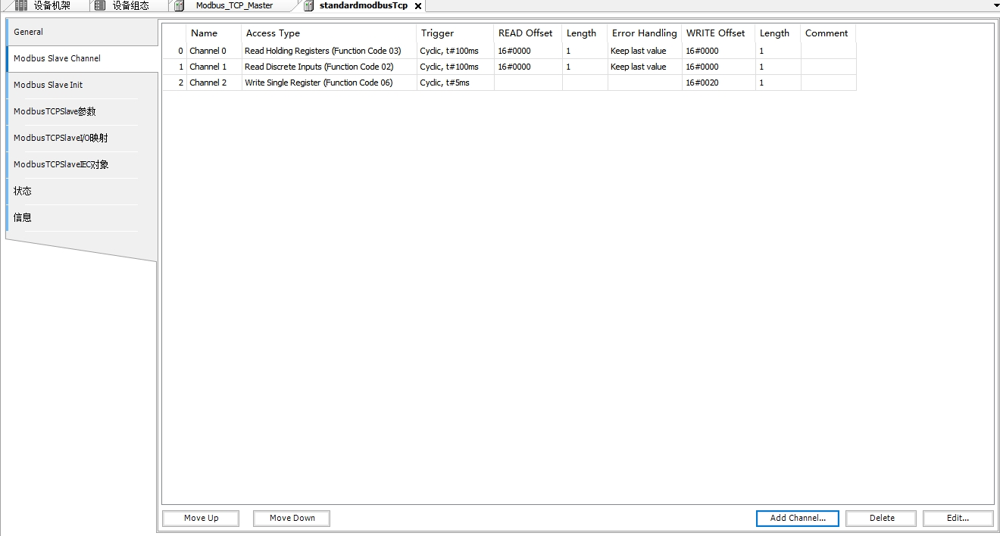 设备机架 设备组态 Modbus_TCP_Master standardmodbusTcp
General
Modbus Slave Channel
Modbus Slave Init
ModbusTCPSlave参数
ModbusTCPSlaveI/O映射
ModbusTCPSlaveIEC对象
状态
信息
Name Access Type Trigger READ Offset Length Error Handling WRITE Offset Length Comment
0 Channel 0 Read Holding Registers (Function Code 03) Cyclic, t#100ms 16#0000 1 Keep last value 16#0000 1
1 Channel 1 Read Discrete Inputs (Function Code 02) Cyclic, t#100ms 16#0000 1 Keep last value 16#0000 1
2 Channel 2 Write Single Register (Function Code 06) Cyclic, t#5ms 16#0020 1
Move Up Move Down Add Channel... Delete Edit...